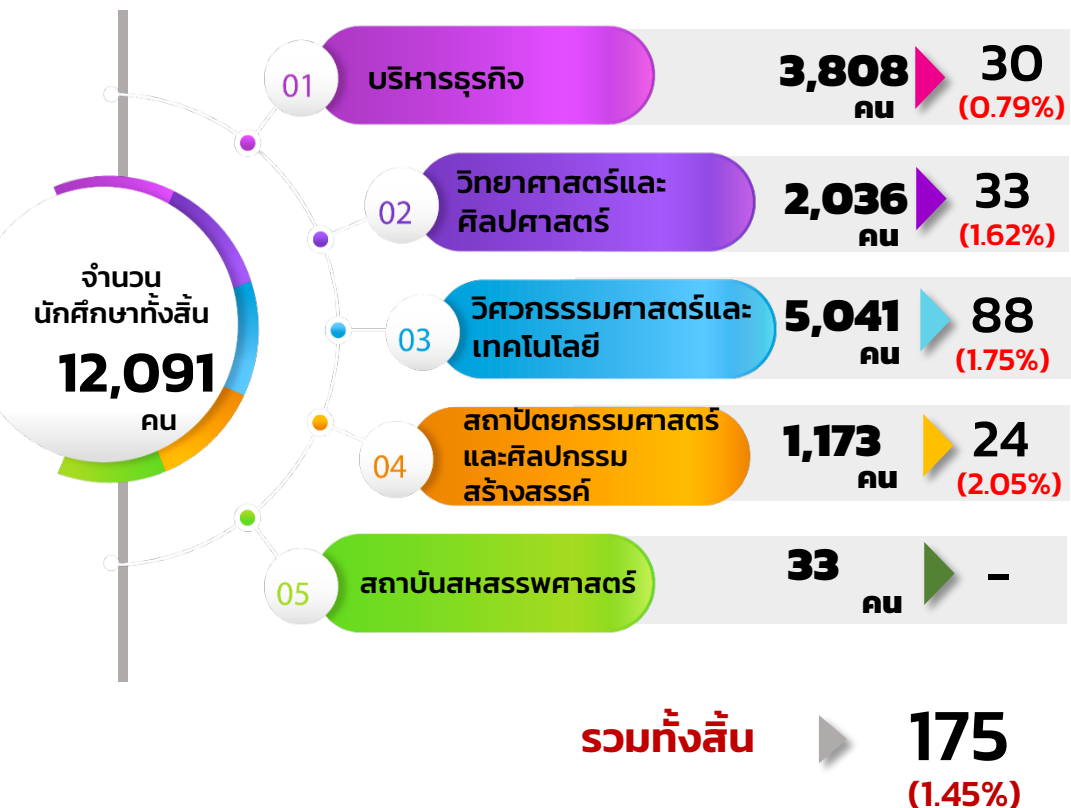 จำนวน
นักศึกษาทั้งสิ้น
12,091
คน
01
บริหารธุรกิจ
3,808
คน
30
(0.79%)
02
วิทยาศาสตร์และ
ศิลปศาสตร์
2,036
คน
33
(1.62%)
03
วิศวกรรรมศาสตร์และ
เทคโนโลยี
5,041
คน
88
(1.75%)
04
สถาปัตยกรรมศาสตร์
และศิลปกรรม
สร้างสรรค์
1,173
คน
24
(2.05%)
05
สถาบันสหสรรพศาสตร์
33
คน
-
รวมทั้งสิ้น
175
(1.45%)